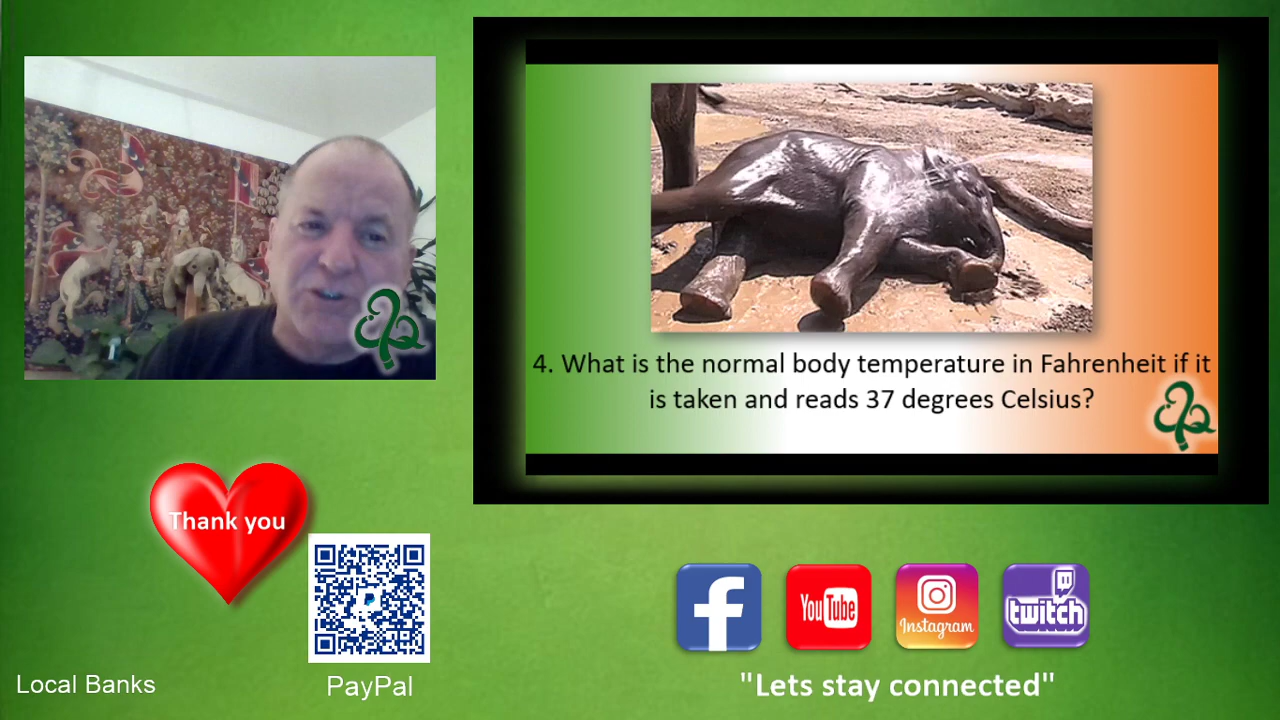 4. What is the normal body temperature in Fahrenheit if it
is taken and reads 37 degrees Celsius?
Thank you
Local Banks
PayPal
f
YouTube
Instagram
twitch
"Lets stay connected"